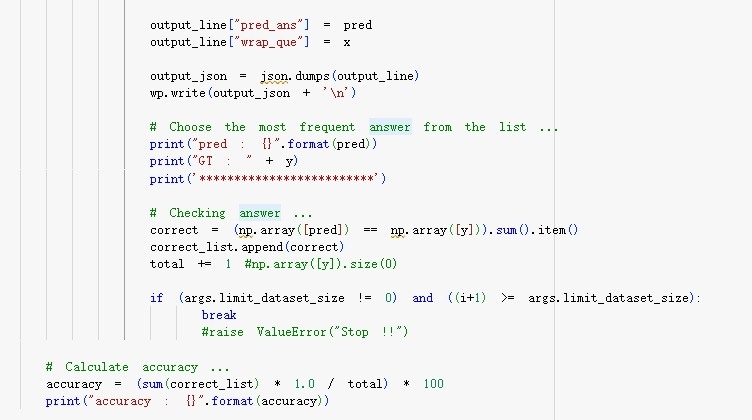 output_line["pred_ans"] = pred
output_line["wrap_que"] = x
output_json = json.dumps(output_line)
wp.write(output_json + '\n')
# Choose the most frequent answer from the list ...
print("pred : {}".format(pred))
print("GT : " + y)
print('*************************')
# Checking answer ...
correct = (np.array([pred]) == np.array([y])).sum().item()
correct_list.append(correct)
total += 1 #np.array([y]).size(0)
if (args.limit_dataset_size != 0) and ((i+1) >= args.limit_dataset_size):
break
#raise ValueError("Stop !!")
# Calculate accuracy ...
accuracy = (sum(correct_list) * 1.0 / total) * 100
print("accuracy : {}".format(accuracy))